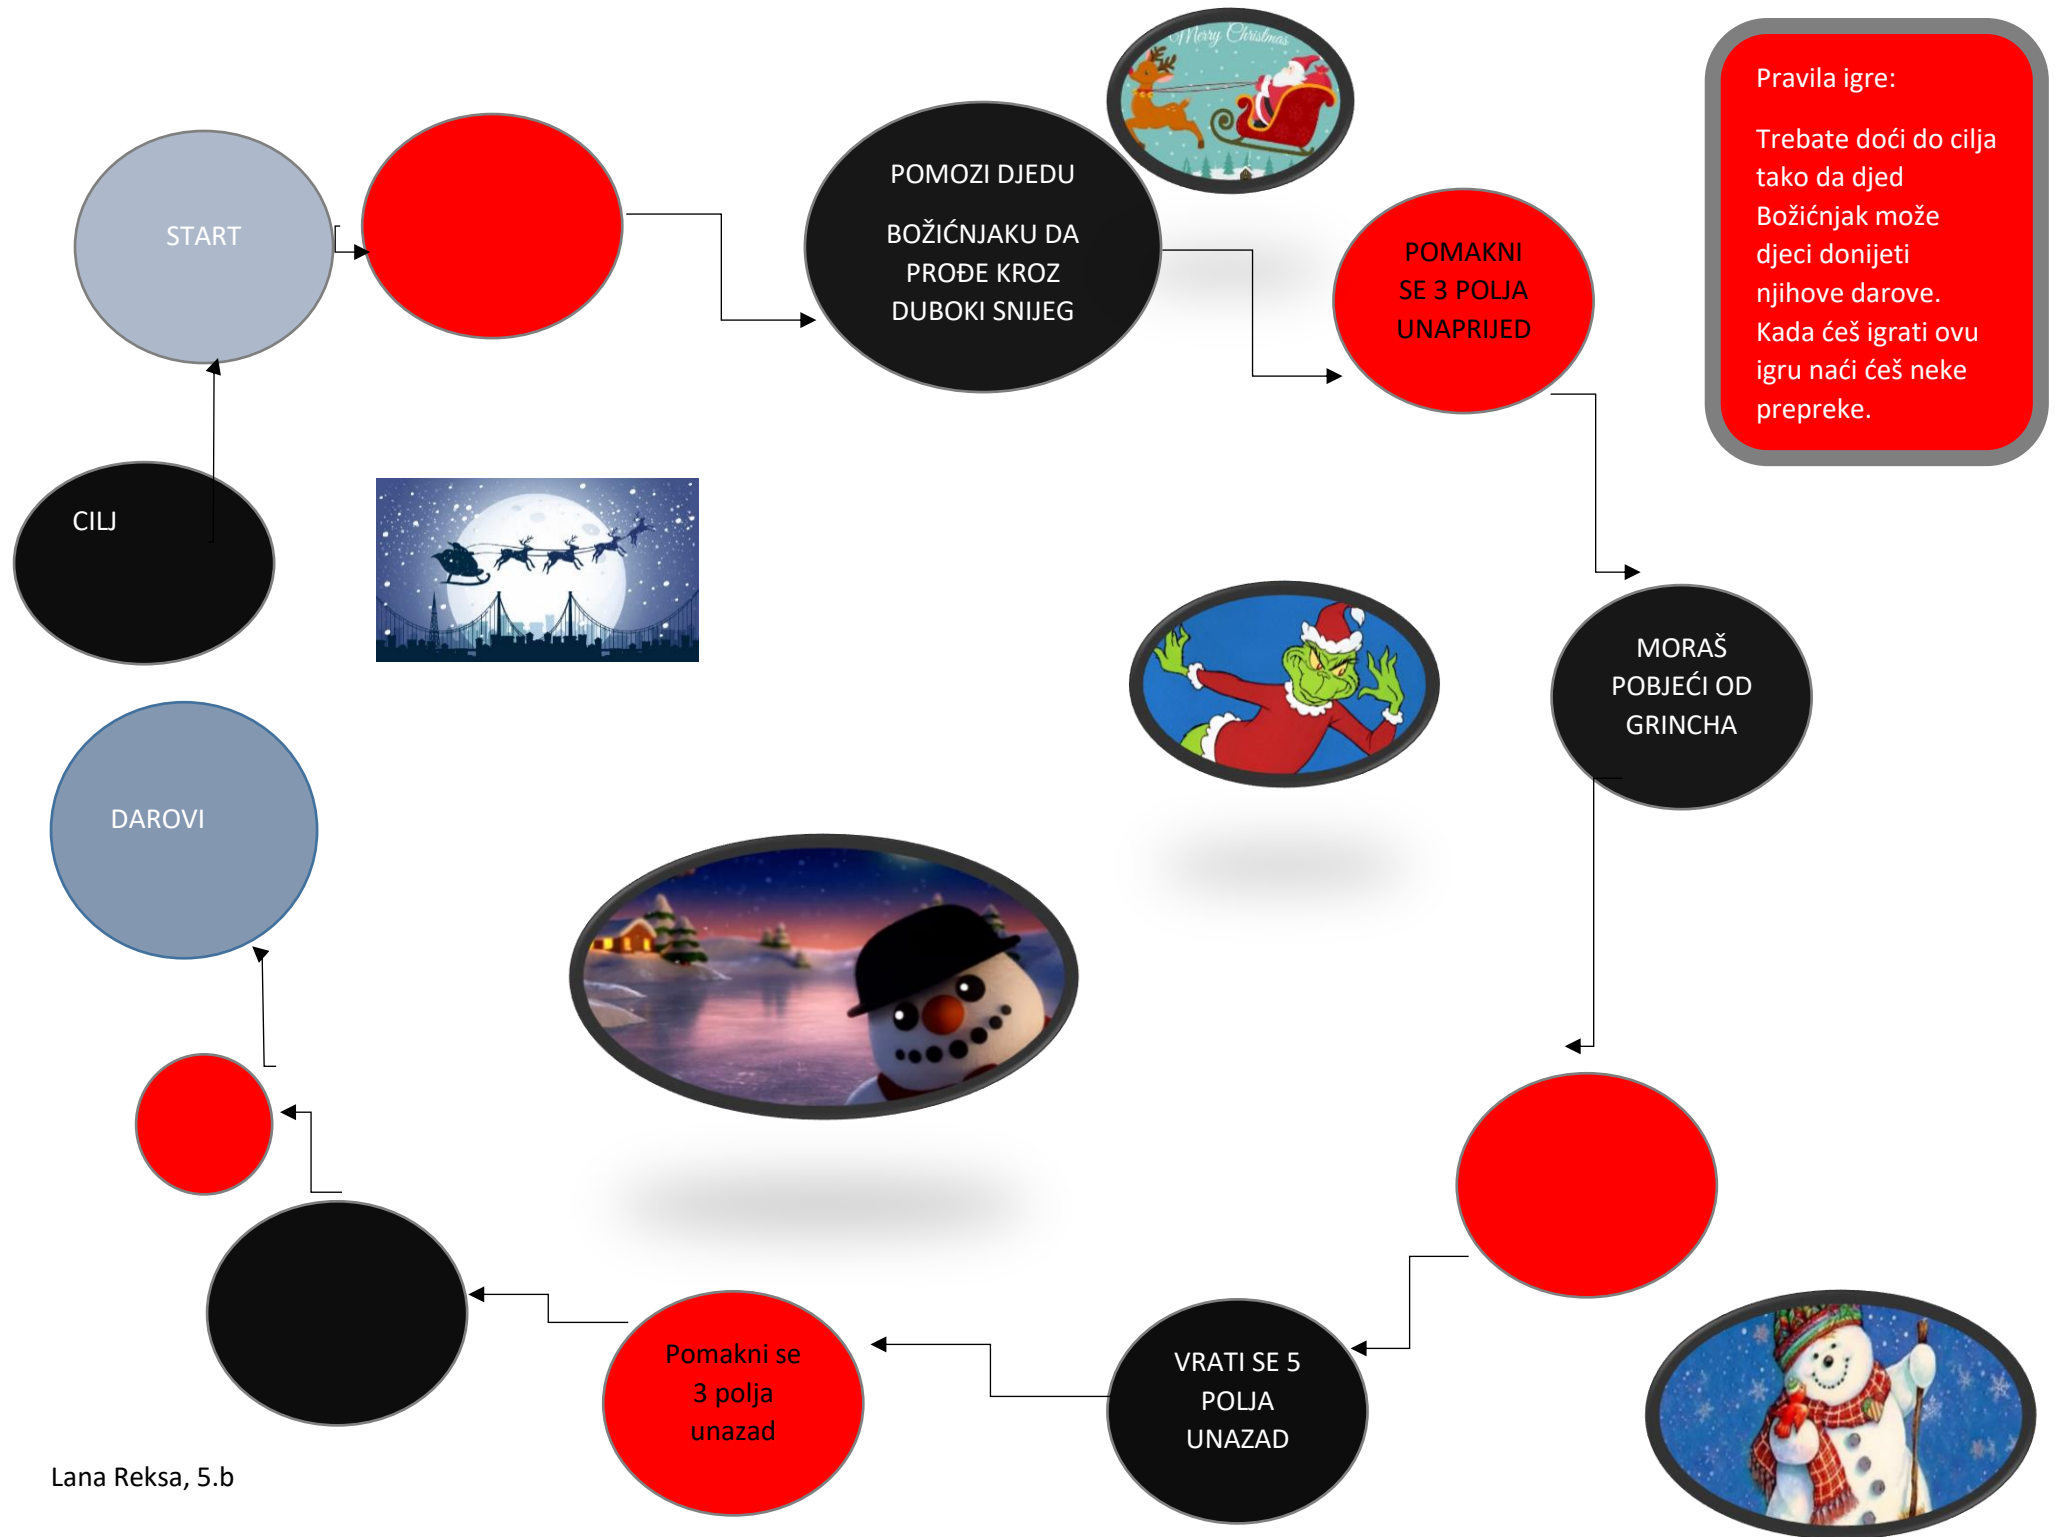 Merry Christmas
Pravila igre:
Trebate doći do cilja
tako da djed
Božićnjak može
djeci donijeti
njihove darove.
Kada ćeš igrati ovu
igru naći ćeš neke
prepreke.
START
POMOZI DJEDU
BOŽIĆNJAKU DA
PROĐE KROZ
DUBOKI SNIJEG
POMAKNI
SE 3 POLJA
UNAPRIJED
MORAŠ
POBJEĆI OD
GRINCHA
VRATI SE 5
POLJA
UNAZAD
Pomakni se
3 polja
unazad
DAROVI
CILJ
Lana Reksa, 5.b